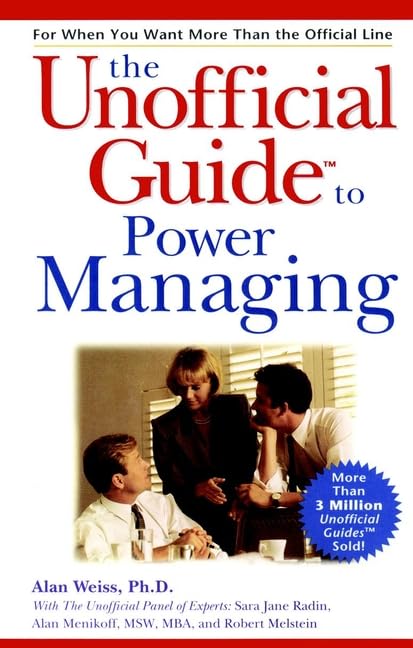 For When You Want More Than the Official Line
the
Unofficial
Guide™
to
Power
Managing
More
Than
3 Million
Unofficial
Guides™
Sold!
Alan Weiss, Ph.D.
With The Unofficial Panel of Experts: Sara Jane Radin,
Alan Menikoff, MSW, MBA, and Robert Melstein